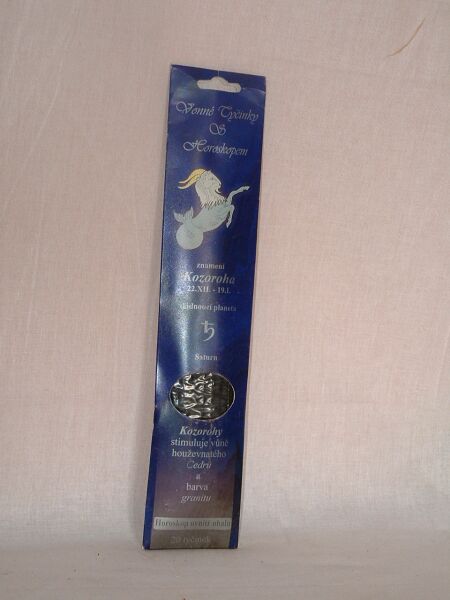 Vonné Tyčinky
S
Horoskopem
znamení
Kozoroha
22.XII. - 19.I.
vládnoucí planeta
♄
Saturn
Kozorohy
stimuluje vůně
houževnatého
Cedru
a
barva
granitu
Horoskop uvnitř obalu
20 tyčinek